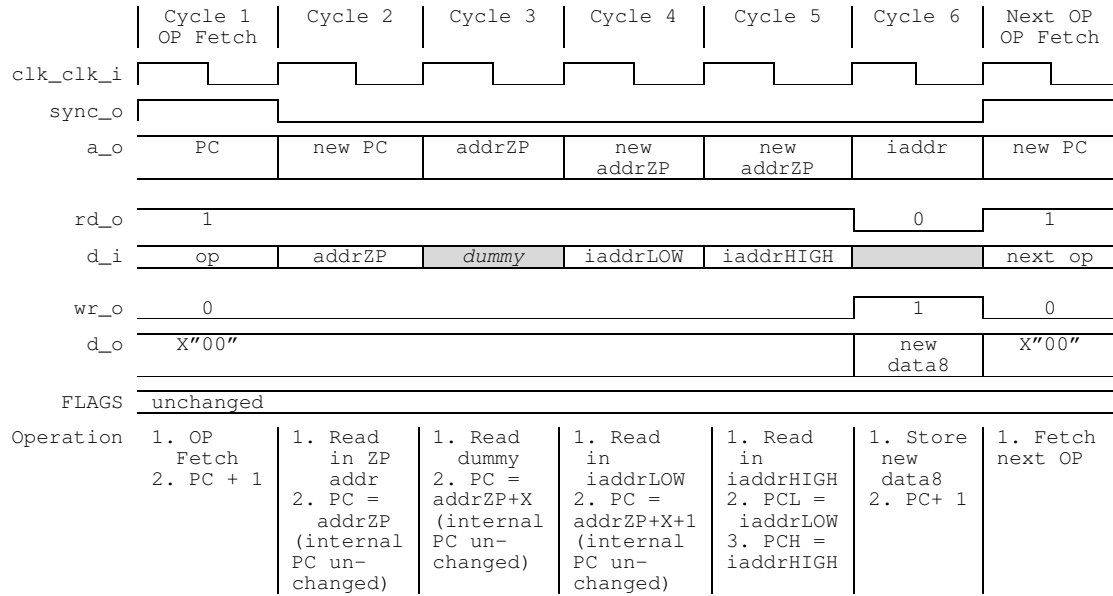 Cycle 1 Cycle 2 Cycle 3 Cycle 4 Cycle 5 Cycle 6 Next OP
OP Fetch OP Fetch
clk_clk_i
sync_o
a_o PC new PC addrZP new new iaddr new PC
addrZP addrZP
rd_o 1 0 1
d_i op addrZP dummy iaddrLOW iaddrHIGH next op
wr_o 0 1 0
d_o X"00" new X"00"
data8
FLAGS unchanged
Operation 1. OP 1. Read 1. Read 1. Read 1. Read 1. Store 1. Fetch
Fetch in ZP dummy in in new next OP
2. PC + 1 addr 2. PC = iaddrLOW iaddrHIGH data8
2. PC = addrZP+X 2. PC = 2. PCL = 2. PC+ 1
addrZP (internal addrZP+X+1 iaddrLOW
(internal PC un- (internal 3. PCH =
PC un- changed) PC un- iaddrHIGH
changed) changed)